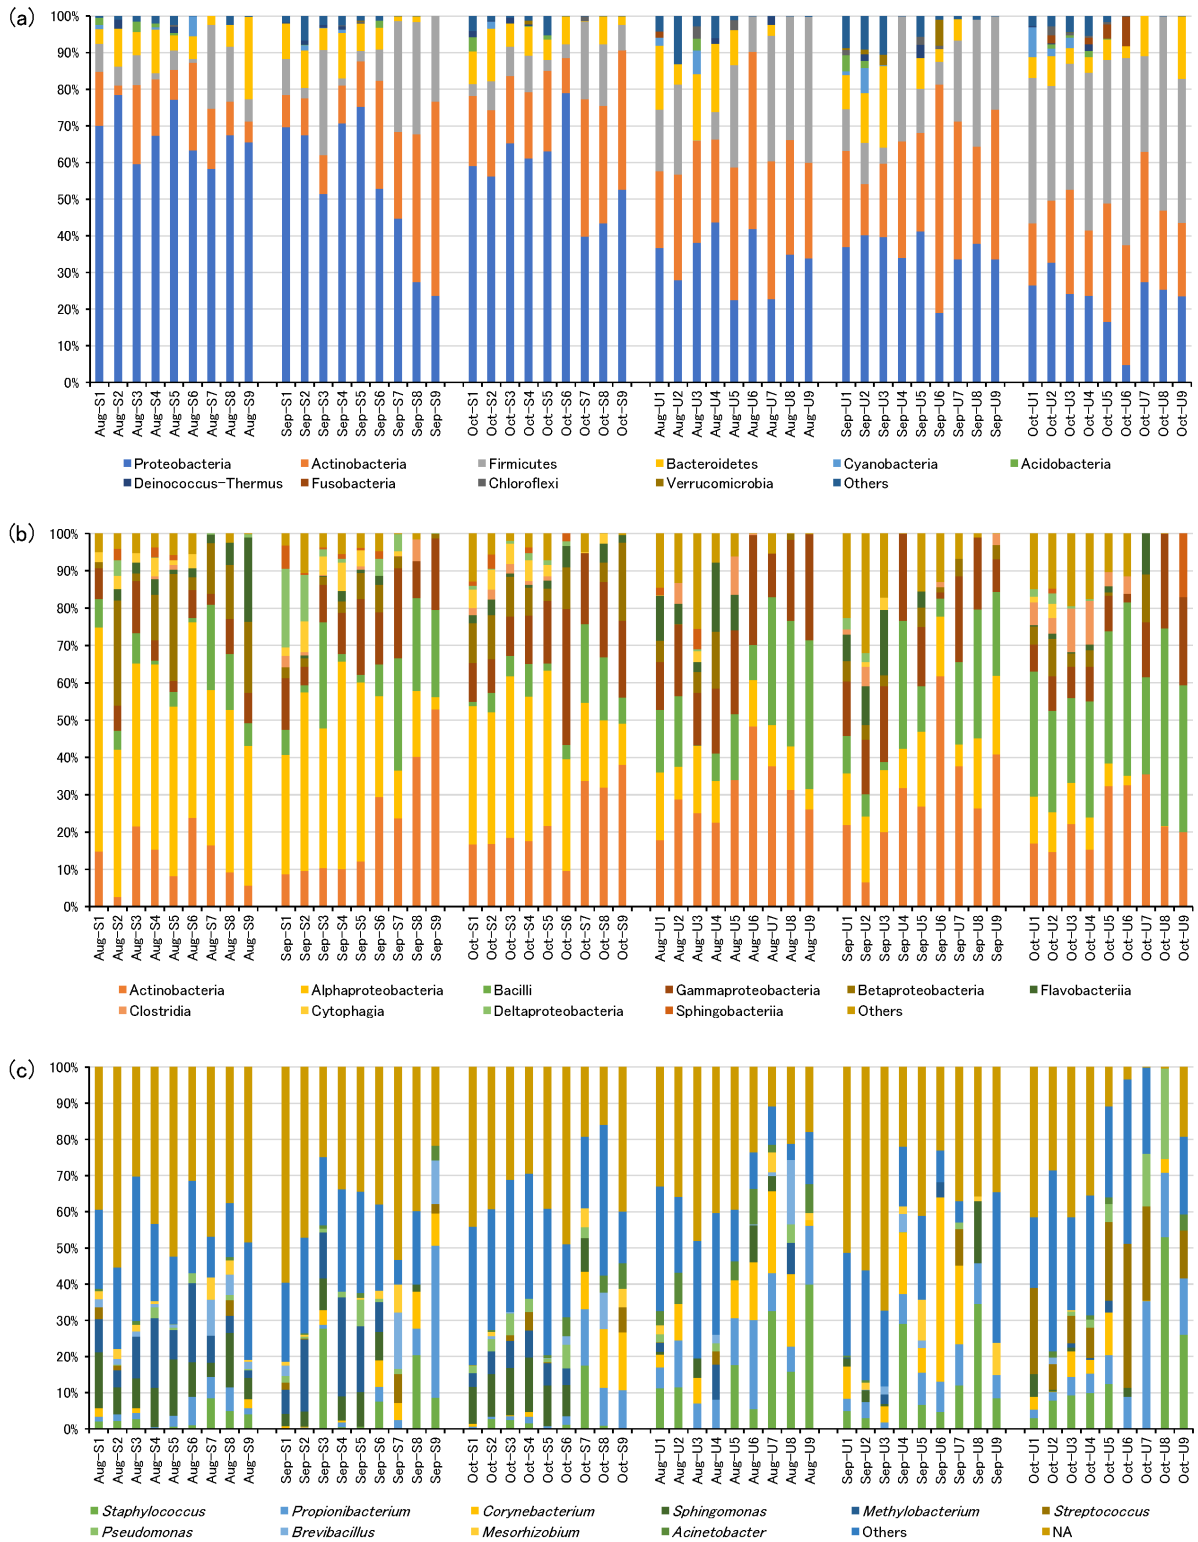 (a)
100%
90%
80%
70%
60%
50%
40%
30%
20%
10%
0%
Aug-S1 Aug-S2 Aug-S3 Aug-S4 Aug-S5 Aug-S6 Aug-S7 Aug-S8 Aug-S9 Sep-S1 Sep-S2 Sep-S3 Sep-S4 Sep-S5 Sep-S6 Sep-S7 Sep-S8 Sep-S9 Oct-S1 Oct-S2 Oct-S3 Oct-S4 Oct-S5 Oct-S6 Oct-S7 Oct-S8 Oct-S9 Aug-U1 Aug-U2 Aug-U3 Aug-U4 Aug-U5 Aug-U6 Aug-U7 Aug-U8 Aug-U9 Sep-U1 Sep-U2 Sep-U3 Sep-U4 Sep-U5 Sep-U6 Sep-U7 Sep-U8 Sep-U9 Oct-U1 Oct-U2 Oct-U3 Oct-U4 Oct-U5 Oct-U6 Oct-U7 Oct-U8 Oct-U9
Proteobacteria Actinobacteria Firmicutes Bacteroidetes Cyanobacteria Acidobacteria
Deinococcus-Thermus Fusobacteria Chloroflexi Verrucomicrobia Others
(b)
100%
90%
80%
70%
60%
50%
40%
30%
20%
10%
0%
Aug-S1 Aug-S2 Aug-S3 Aug-S4 Aug-S5 Aug-S6 Aug-S7 Aug-S8 Aug-S9 Sep-S1 Sep-S2 Sep-S3 Sep-S4 Sep-S5 Sep-S6 Sep-S7 Sep-S8 Sep-S9 Oct-S1 Oct-S2 Oct-S3 Oct-S4 Oct-S5 Oct-S6 Oct-S7 Oct-S8 Oct-S9 Aug-U1 Aug-U2 Aug-U3 Aug-U4 Aug-U5 Aug-U6 Aug-U7 Aug-U8 Aug-U9 Sep-U1 Sep-U2 Sep-U3 Sep-U4 Sep-U5 Sep-U6 Sep-U7 Sep-U8 Sep-U9 Oct-U1 Oct-U2 Oct-U3 Oct-U4 Oct-U5 Oct-U6 Oct-U7 Oct-U8 Oct-U9
Actinobacteria Alphaproteobacteria Bacilli Gammaproteobacteria Betaproteobacteria Flavobacteriia
Clostridia Cytophagia Deltaproteobacteria Sphingobacteriia Others
(c)
100%
90%
80%
70%
60%
50%
40%
30%
20%
10%
0%
Aug-S1 Aug-S2 Aug-S3 Aug-S4 Aug-S5 Aug-S6 Aug-S7 Aug-S8 Aug-S9 Sep-S1 Sep-S2 Sep-S3 Sep-S4 Sep-S5 Sep-S6 Sep-S7 Sep-S8 Sep-S9 Oct-S1 Oct-S2 Oct-S3 Oct-S4 Oct-S5 Oct-S6 Oct-S7 Oct-S8 Oct-S9 Aug-U1 Aug-U2 Aug-U3 Aug-U4 Aug-U5 Aug-U6 Aug-U7 Aug-U8 Aug-U9 Sep-U1 Sep-U2 Sep-U3 Sep-U4 Sep-U5 Sep-U6 Sep-U7 Sep-U8 Sep-U9 Oct-U1 Oct-U2 Oct-U3 Oct-U4 Oct-U5 Oct-U6 Oct-U7 Oct-U8 Oct-U9
Staphylococcus Propionibacterium Corynebacterium Sphingomonas Methylobacterium Streptococcus
Pseudomonas Brevibacillus Mesorhizobium Acinetobacter Others NA